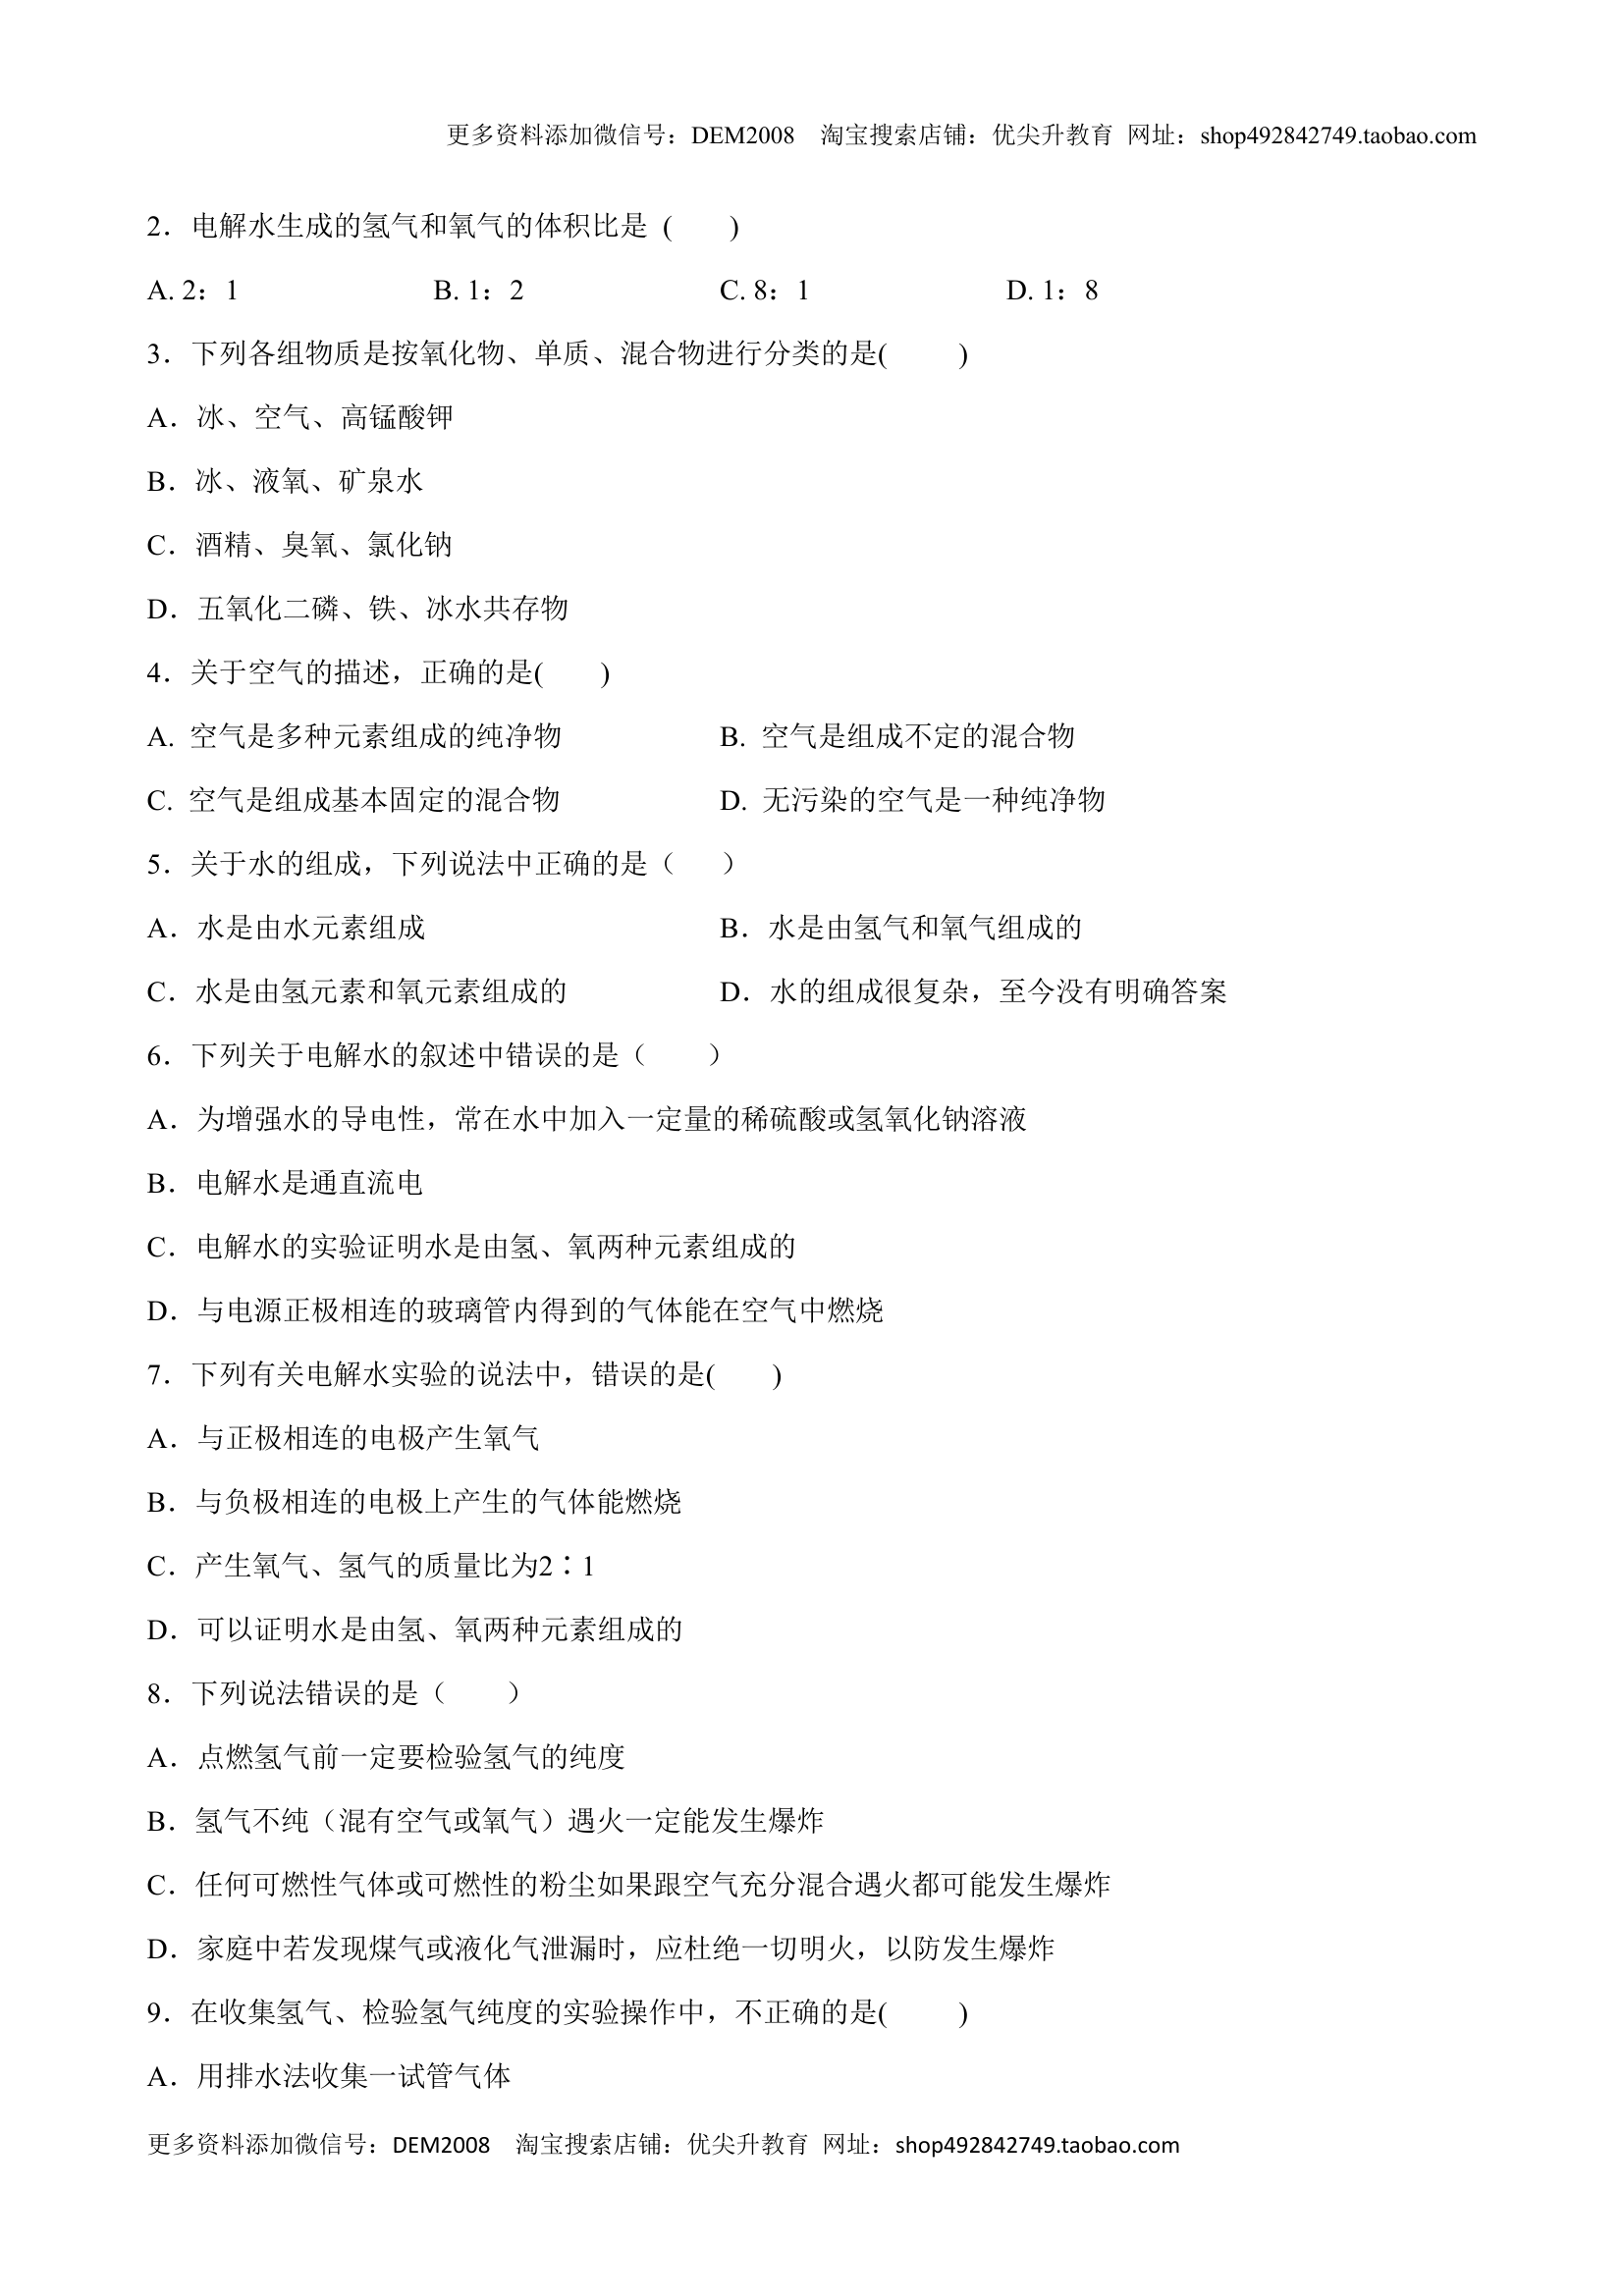 更多资料添加微信号：DEM2008 淘宝搜索店铺：优尖升教育 网址：shop492842749.taobao.com
2．电解水生成的氢气和氧气的体积比是 ( )
A. 2：1 B. 1：2 C. 8：1 D. 1：8
3．下列各组物质是按氧化物、单质、混合物进行分类的是( )
A．冰、空气、高锰酸钾
B．冰、液氧、矿泉水
C．酒精、臭氧、氯化钠
D．五氧化二磷、铁、冰水共存物
4．关于空气的描述，正确的是( )
A. 空气是多种元素组成的纯净物 B. 空气是组成不定的混合物
C. 空气是组成基本固定的混合物 D. 无污染的空气是一种纯净物
5．关于水的组成，下列说法中正确的是（ ）
A．水是由水元素组成 B．水是由氢气和氧气组成的
C．水是由氢元素和氧元素组成的 D．水的组成很复杂，至今没有明确答案
6．下列关于电解水的叙述中错误的是（ ）
A．为增强水的导电性，常在水中加入一定量的稀硫酸或氢氧化钠溶液
B．电解水是通直流电
C．电解水的实验证明水是由氢、氧两种元素组成的
D．与电源正极相连的玻璃管内得到的气体能在空气中燃烧
7．下列有关电解水实验的说法中，错误的是( )
A．与正极相连的电极产生氧气
B．与负极相连的电极上产生的气体能燃烧
C．产生氧气、氢气的质量比为2∶1
D．可以证明水是由氢、氧两种元素组成的
8．下列说法错误的是（ ）
A．点燃氢气前一定要检验氢气的纯度
B．氢气不纯（混有空气或氧气）遇火一定能发生爆炸
C．任何可燃性气体或可燃性的粉尘如果跟空气充分混合遇火都可能发生爆炸
D．家庭中若发现煤气或液化气泄漏时，应杜绝一切明火，以防发生爆炸
9．在收集氢气、检验氢气纯度的实验操作中，不正确的是( )
A．用排水法收集一试管气体
更多资料添加微信号：DEM2008 淘宝搜索店铺：优尖升教育 网址：shop492842749.taobao.com